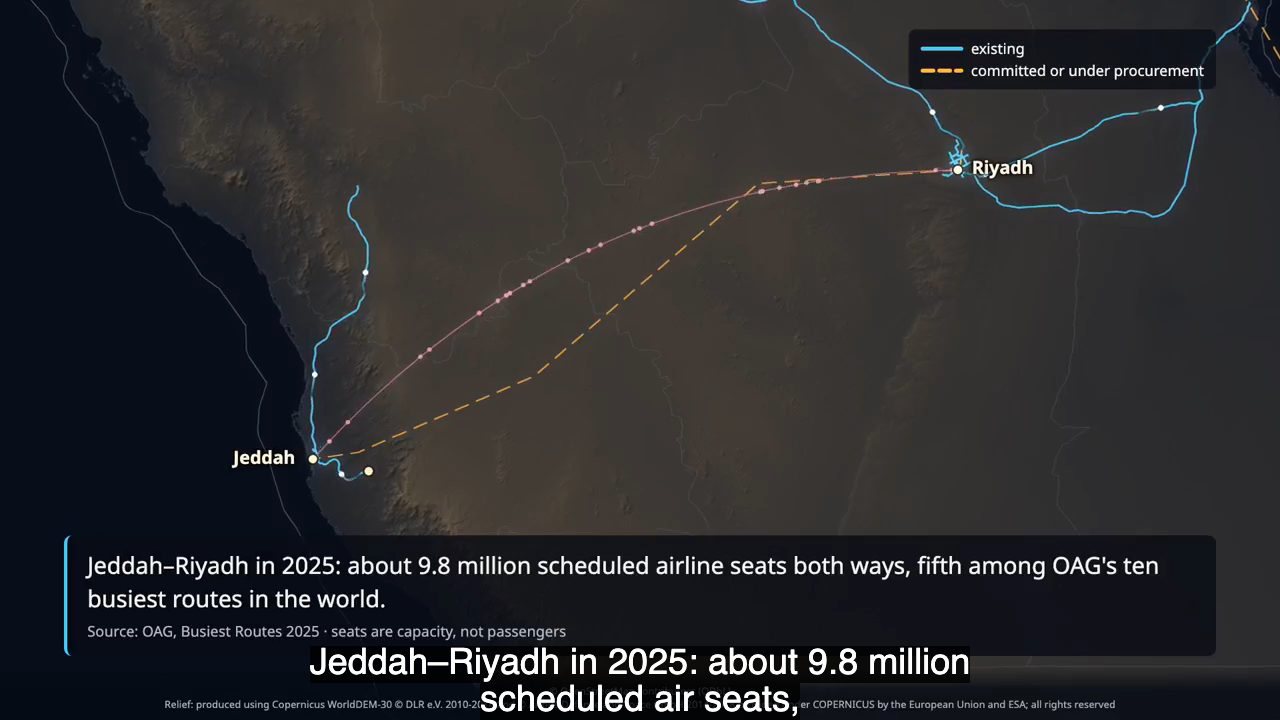 existing
committed or under procurement
Riyadh
Jeddah
Jeddah–Riyadh in 2025: about 9.8 million scheduled airline seats both ways, fifth among OAG's ten
busiest routes in the world.
Source: OAG, Busiest Routes 2025 · seats are capacity, not passengers
Jeddah–Riyadh in 2025: about 9.8 million
scheduled air seats,
Relief: produced using Copernicus WorldDEM-30 © DLR e.V. 2010-20
COPERNICUS by the European Union and ESA; all rights reserved